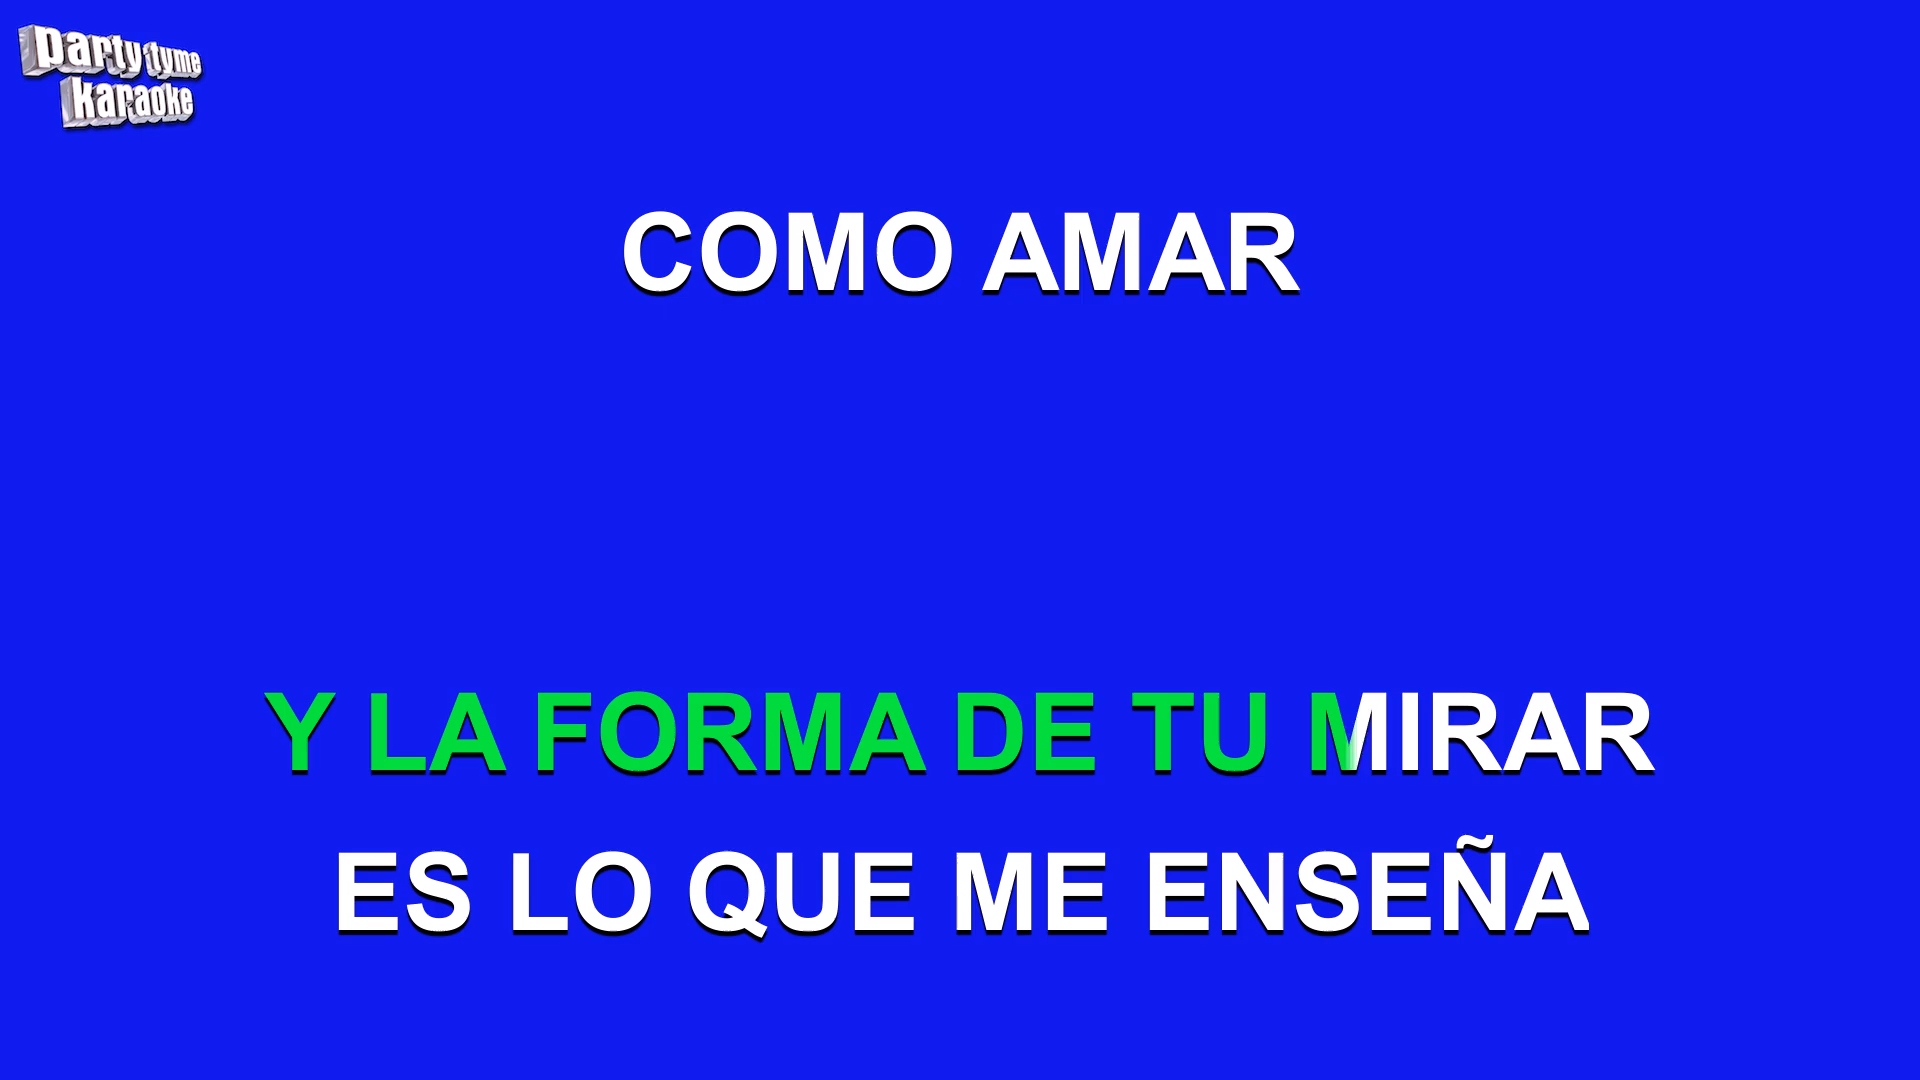 party tyme
karaoke
COMO AMAR
Y LA FORMA DE TU MIRAR
ES LO QUE ME ENSEÑA